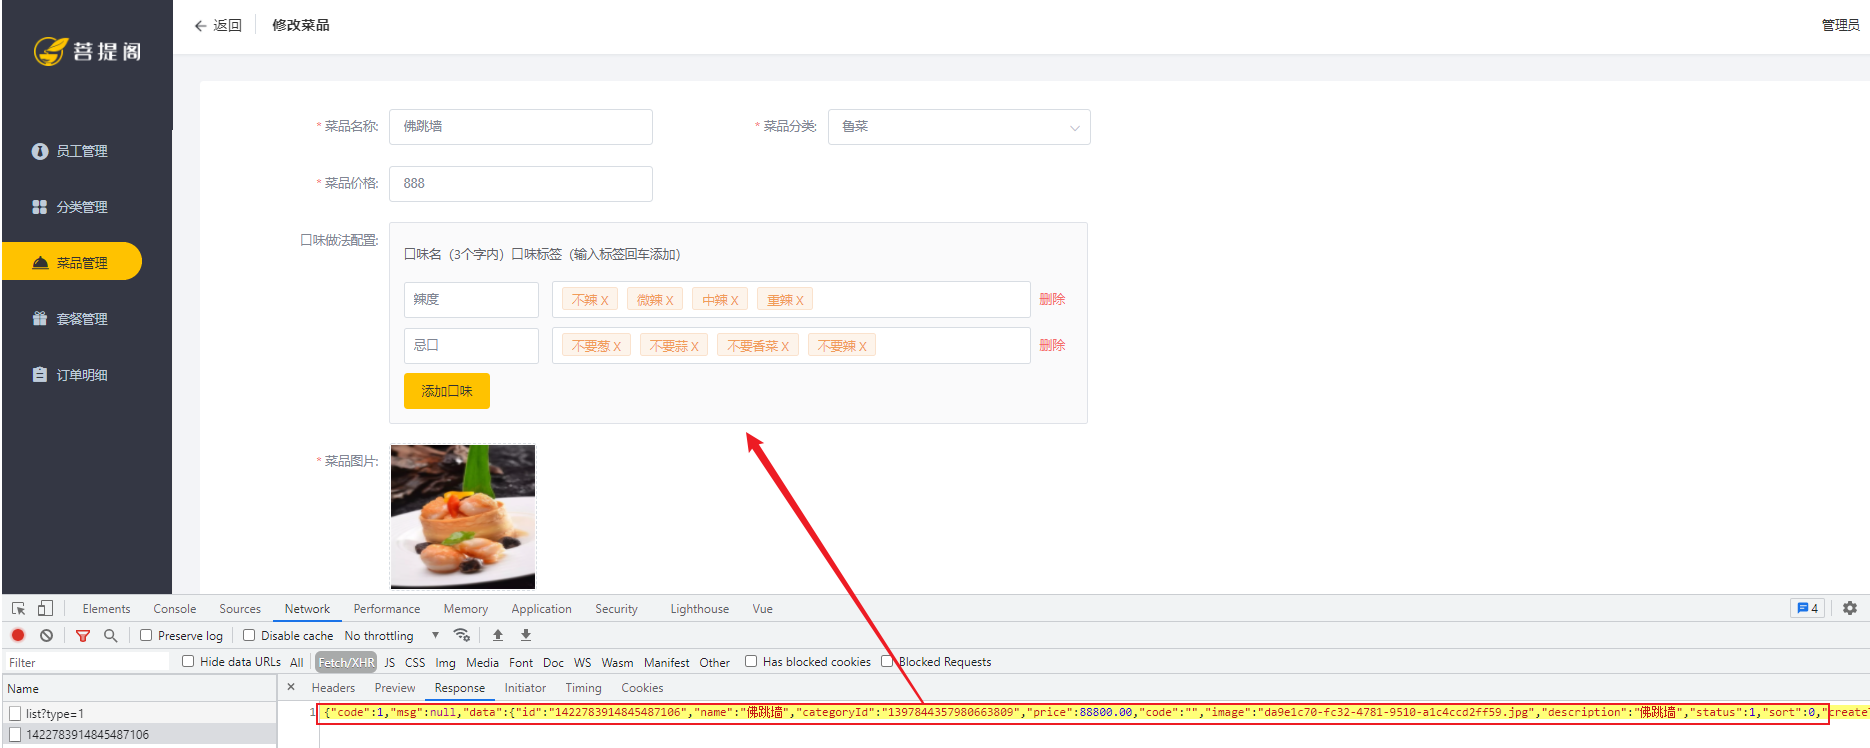 菩提阁
返回 修改菜品 管理员
员工管理
分类管理
菜品管理
套餐管理
订单明细
* 菜品名称: 佛跳墙 * 菜品分类: 鲁菜
* 菜品价格: 888
口味做法配置:
口味名（3个字内）口味标签（输入标签回车添加）
辣度 不辣 X 微辣 X 中辣 X 重辣 X 删除
忌口 不要葱 X 不要蒜 X 不要香菜 X 不要辣 X 删除
添加口味
* 菜品图片:
Elements Console Sources Network Performance Memory Application Security Lighthouse Vue 4
Preserve log Disable cache No throttling
Filter Hide data URLs All Fetch/XHR JS CSS Img Media Font Doc WS Wasm Manifest Other Has blocked cookies Blocked Requests
Name × Headers Preview Response Initiator Timing Cookies
list?type=1
1422783914845487106
1 {"code":1,"msg":null,"data":{"id":"1422783914845487106","name":"佛跳墙","categoryId":"1397844357980663809","price":88800.00,"code":"","image":"da9e1c70-fc32-4781-9510-a1c4ccd2ff59.jpg","description":"佛跳墙","status":1,"sort":0,"create